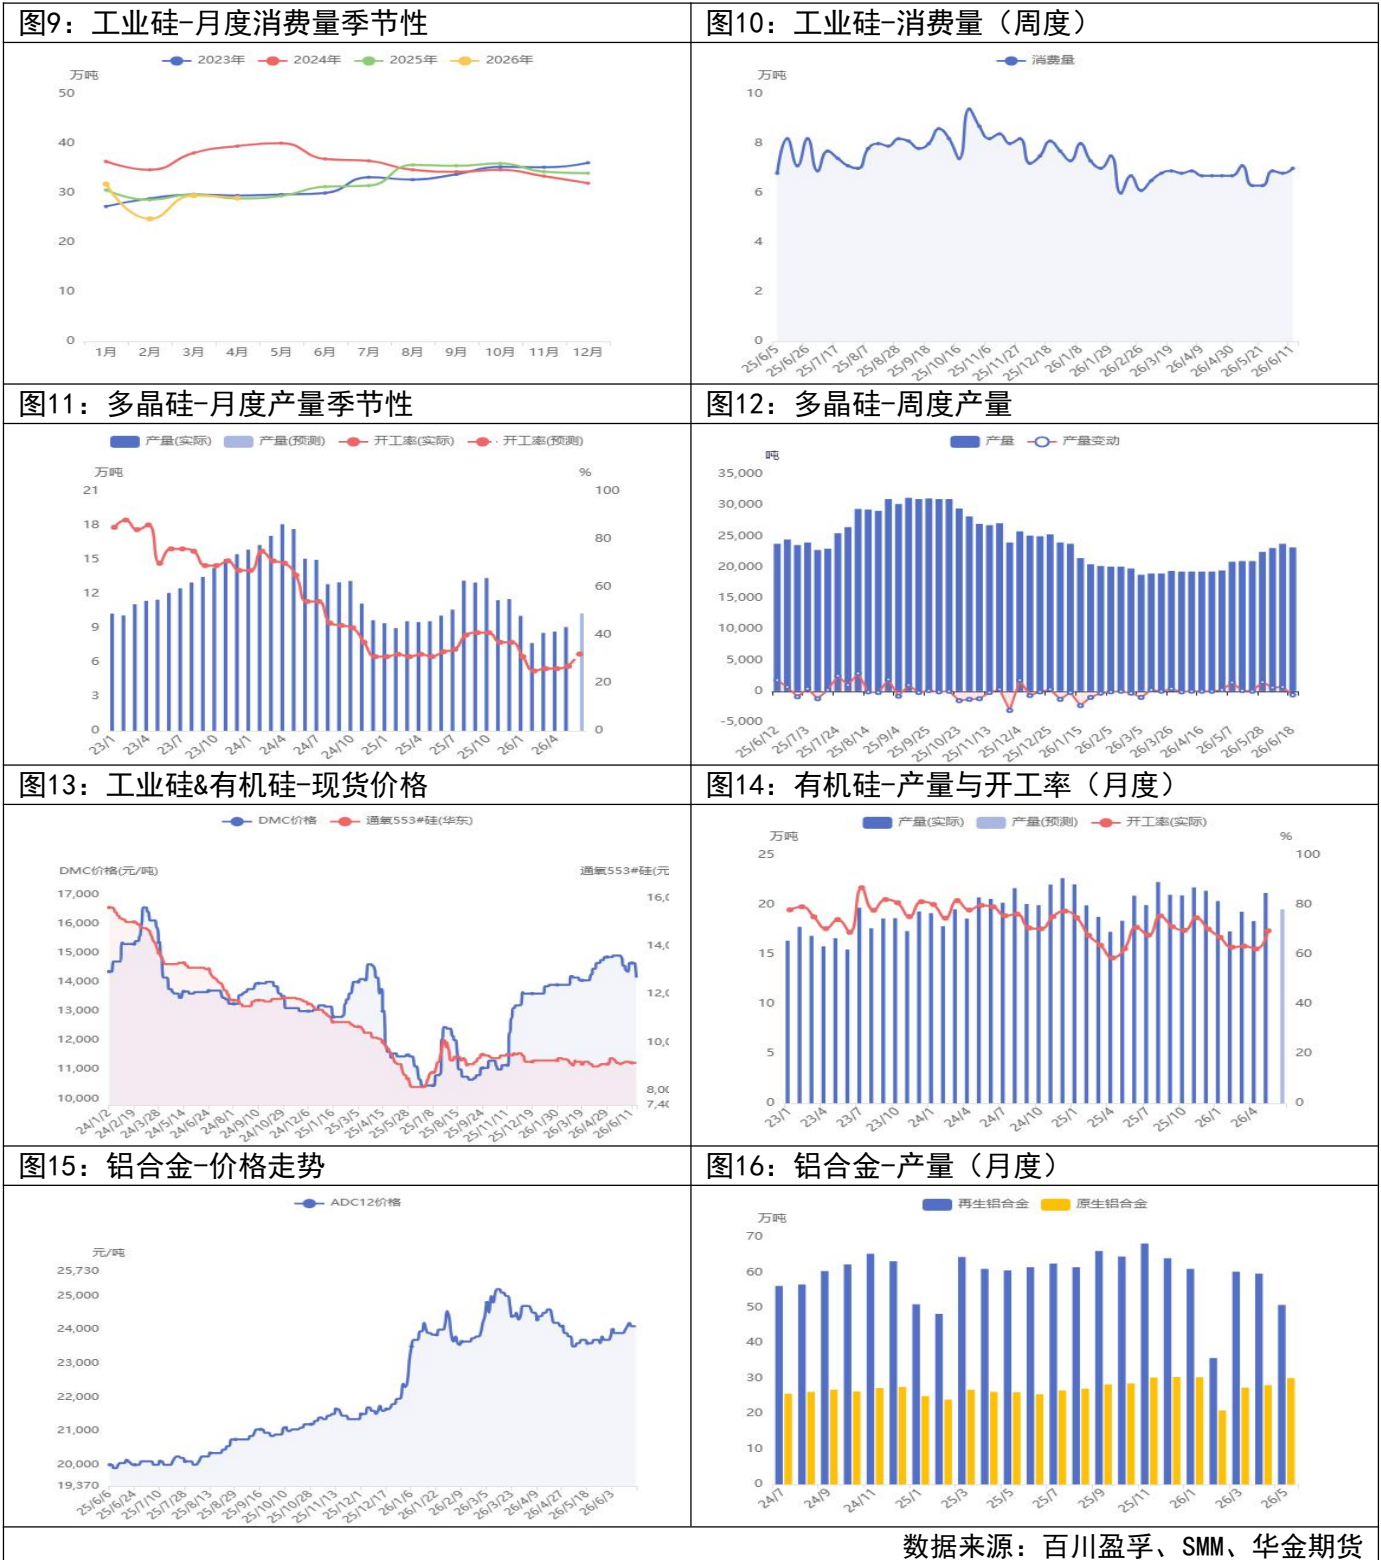 图9：工业硅-月度消费量季节性
2023年 2024年 2025年 2026年
万吨
50
40
30
20
10
0
1月 2月 3月 4月 5月 6月 7月 8月 9月 10月 11月 12月
图10：工业硅-消费量（周度）
消费量
万吨
10
8
6
4
2
0
25/6/5 25/6/26 25/7/17 25/8/7 25/8/28 25/9/18 25/10/16 25/11/6 25/11/27 25/12/18 26/1/8 26/1/29 26/2/26 26/3/19 26/4/9 26/4/30 26/5/21 26/6/11
图11：多晶硅-月度产量季节性
产量(实际) 产量(预测) 开工率(实际) 开工率(预测)
万吨 %
21 100
18
15 80
12 60
9 40
6 20
3
0 0
23/1 23/4 23/7 23/10 24/1 24/4 24/7 24/10 25/1 25/4 25/7 25/10 26/1 26/4
图12：多晶硅-周度产量
产量 产量变动
吨
35,000
30,000
25,000
20,000
15,000
10,000
5,000
0
-5,000
25/6/12 25/7/3 25/7/24 25/8/14 25/9/4 25/9/25 25/10/23 25/11/13 25/12/4 25/12/25 26/1/15 26/2/5 26/3/5 26/3/26 26/4/16 26/5/7 26/5/28 26/6/18
图13：工业硅&有机硅-现货价格
DMC价格 通氧553#硅(华东)
DMC价格(元/吨) 通氧553#硅(元
17,000 16,0
16,000
15,000 14,0
14,000
13,000 12,0
12,000 10,0
11,000
10,000 8,00
7,40
24/1/2 24/2/19 24/3/28 24/5/14 24/6/24 24/8/1 24/9/10 24/10/29 24/12/6 25/1/16 25/3/5 25/4/15 25/5/28 25/7/8 25/8/15 25/9/24 25/11/11 25/12/19 26/1/30 26/3/19 26/4/29 26/6/11
图14：有机硅-产量与开工率（月度）
产量(实际) 产量(预测) 开工率(实际)
万吨 %
25 100
20 80
15 60
10 40
5 20
0 0
23/1 23/4 23/7 23/10 24/1 24/4 24/7 24/10 25/1 25/4 25/7 25/10 26/1 26/4
图15：铝合金-价格走势
ADC12价格
元/吨
25,730
25,000
24,000
23,000
22,000
21,000
20,000
19,370
25/6/6 25/6/24 25/7/10 25/7/28 25/8/13 25/8/29 25/9/16 25/10/10 25/10/28 25/11/13 25/12/1 25/12/17 26/1/6 26/1/22 26/2/9 26/3/5 26/3/23 26/4/9 26/4/27 26/5/18 26/6/3
图16：铝合金-产量（月度）
再生铝合金 原生铝合金
万吨
70
60
50
40
30
20
10
0
24/7 24/9 24/11 25/1 25/3 25/5 25/7 25/9 25/11 26/1 26/3 26/5
数据来源：百川盈孚、SMM、华金期货